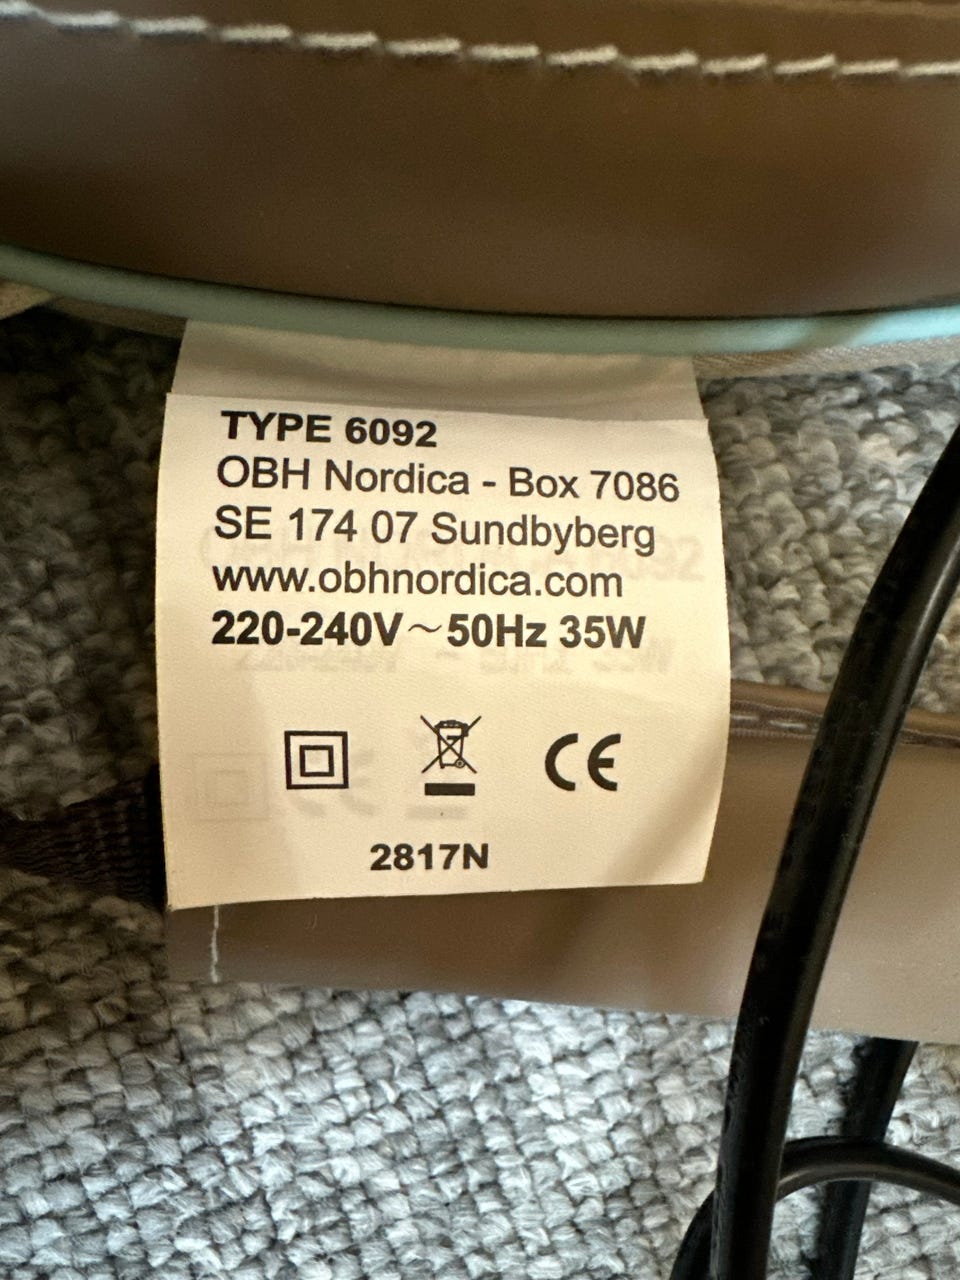 TYPE 6092
OBH Nordica - Box 7086
SE 174 07 Sundbyberg
www.obhnordica.com
220-240V~50Hz 35W
CE
2817N